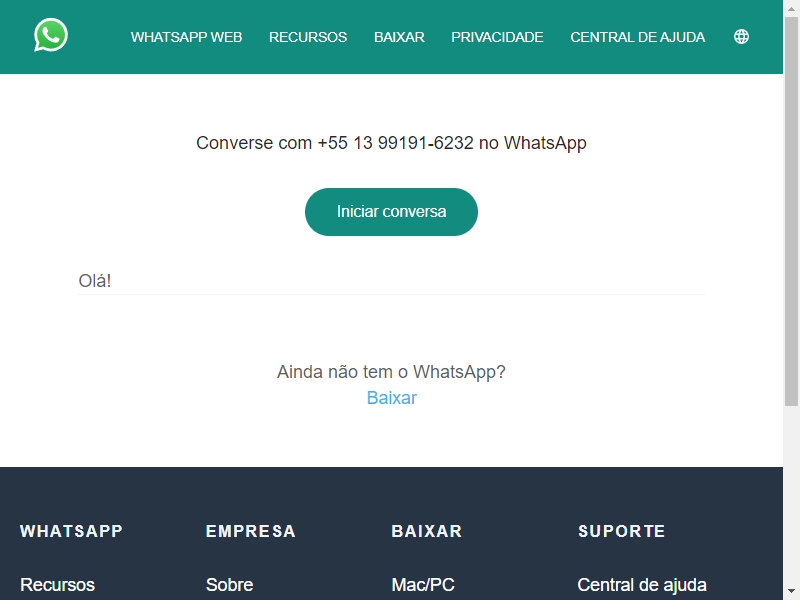 WHATSAPP WEB RECURSOS BAIXAR PRIVACIDADE CENTRAL DE AJUDA
Converse com +55 13 99191-6232 no WhatsApp
Iniciar conversa
Olá!
Ainda não tem o WhatsApp?
Baixar
WHATSAPP EMPRESA BAIXAR SUPORTE
Recursos Sobre Mac/PC Central de ajuda